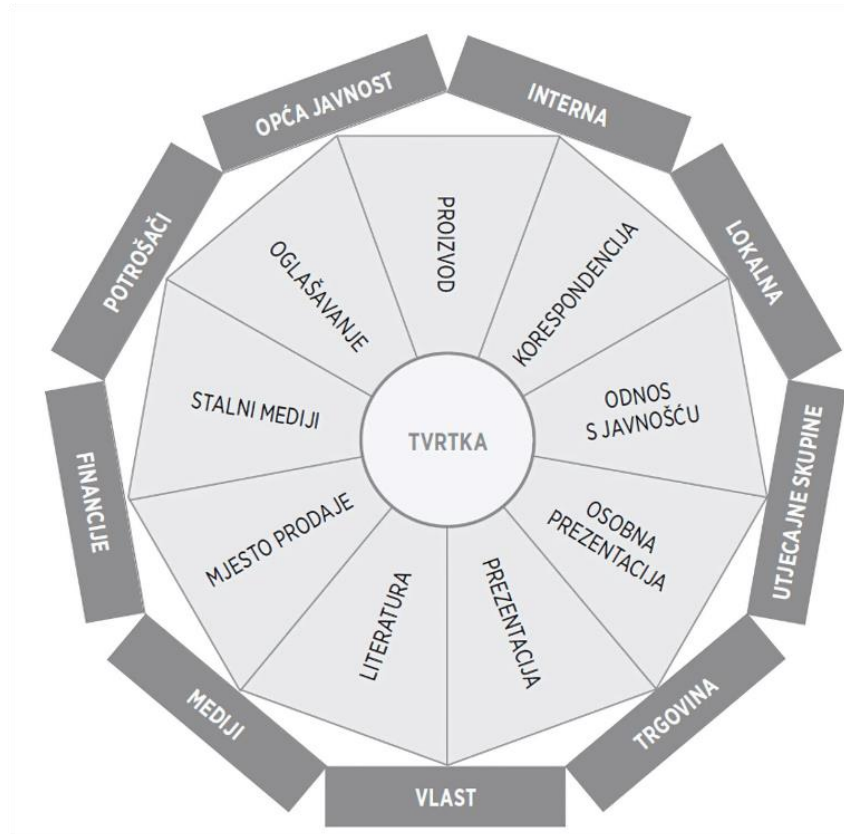 OPĆA JAVNOST
INTERNA
LOKALNA
UTJECAJNE SKUPINE
TRGOVINA
VLAST
MEDIJI
FINANCIJE
POTROŠAČI
PROIZVOD
KORESPONDENCIJA
ODNOS
S JAVNOŠĆU
OSOBNA
PREZENTACIJA
PREZENTACIJA
LITERATURA
MJESTO PRODAJE
STALNI MEDIJI
OGLAŠAVANJE
TVRTKA